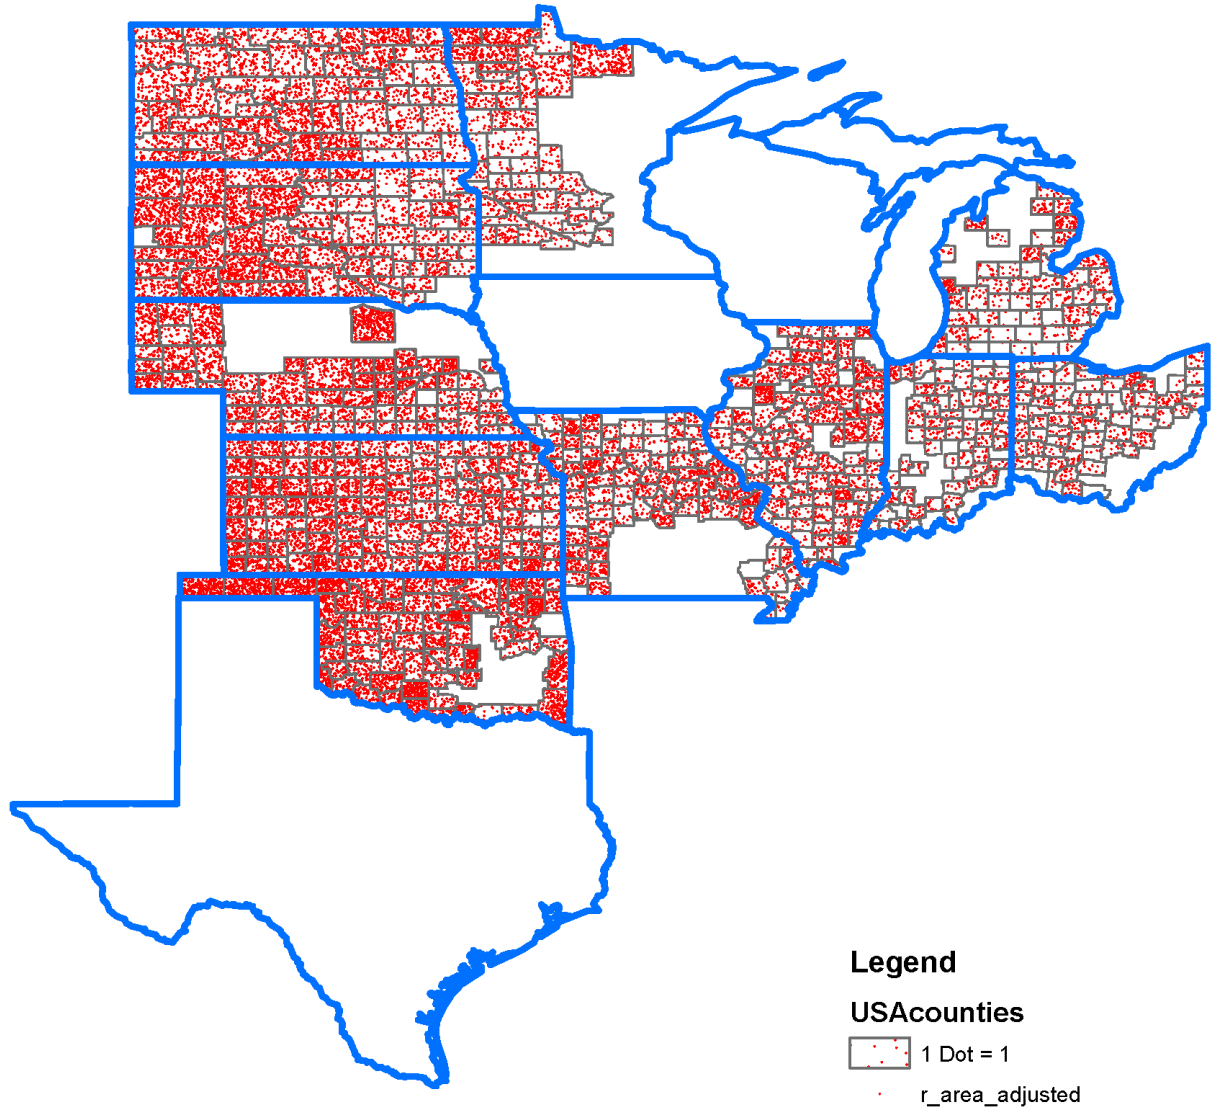 Legend
USAcounties
1 Dot = 1
r_area_adjusted